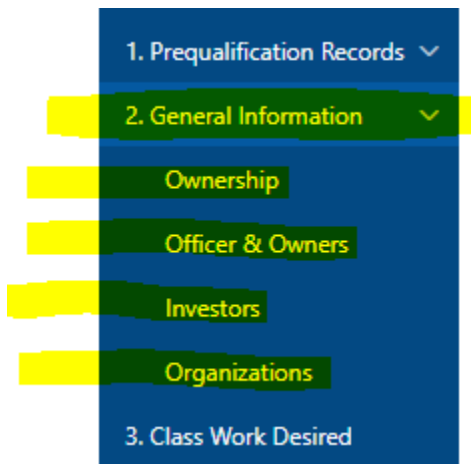 1. Prequalification Records
2. General Information
Ownership
Officer & Owners
Investors
Organizations
3. Class Work Desired